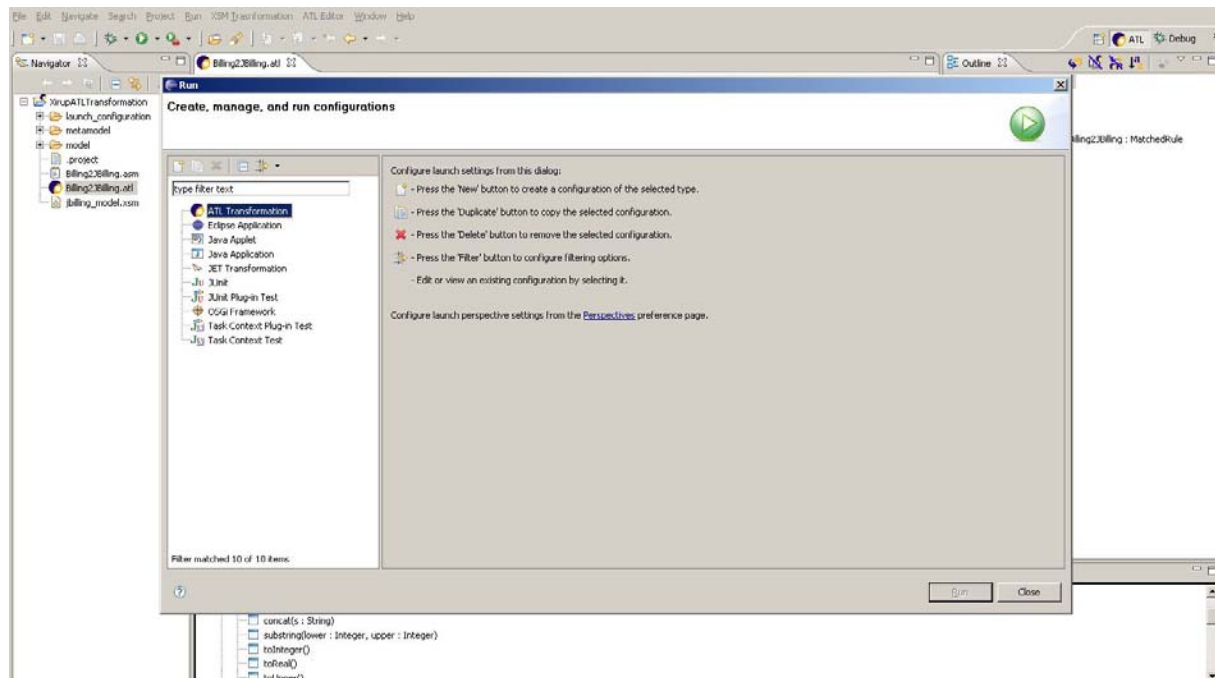 File Edit Navigate Search Project Run XSM Trasnformation ATL Editor Window Help
ATL Debug
Navigator
Billing2JBilling.atl
Outline
XirupATLTransformation
launch_configuration
metamodel
model
.project
Billing2JBilling.asm
Billing2JBilling.atl
jbilling_model.xsm
Run
Create, manage, and run configurations
type filter text
ATL Transformation
Eclipse Application
Java Applet
Java Application
JET Transformation
JUnit
JUnit Plug-in Test
OSGi Framework
Task Context Plug-in Test
Task Context Test
Filter matched 10 of 10 items
Configure launch settings from this dialog:
- Press the 'New' button to create a configuration of the selected type.
- Press the 'Duplicate' button to copy the selected configuration.
- Press the 'Delete' button to remove the selected configuration.
- Press the 'Filter' button to configure filtering options.
- Edit or view an existing configuration by selecting it.
Configure launch perspective settings from the Perspectives preference page.
Run Close
illing2JBilling : MatchedRule
concat(s : String)
substring(lower : Integer, upper : Integer)
toInteger()
toReal()
toUpper()